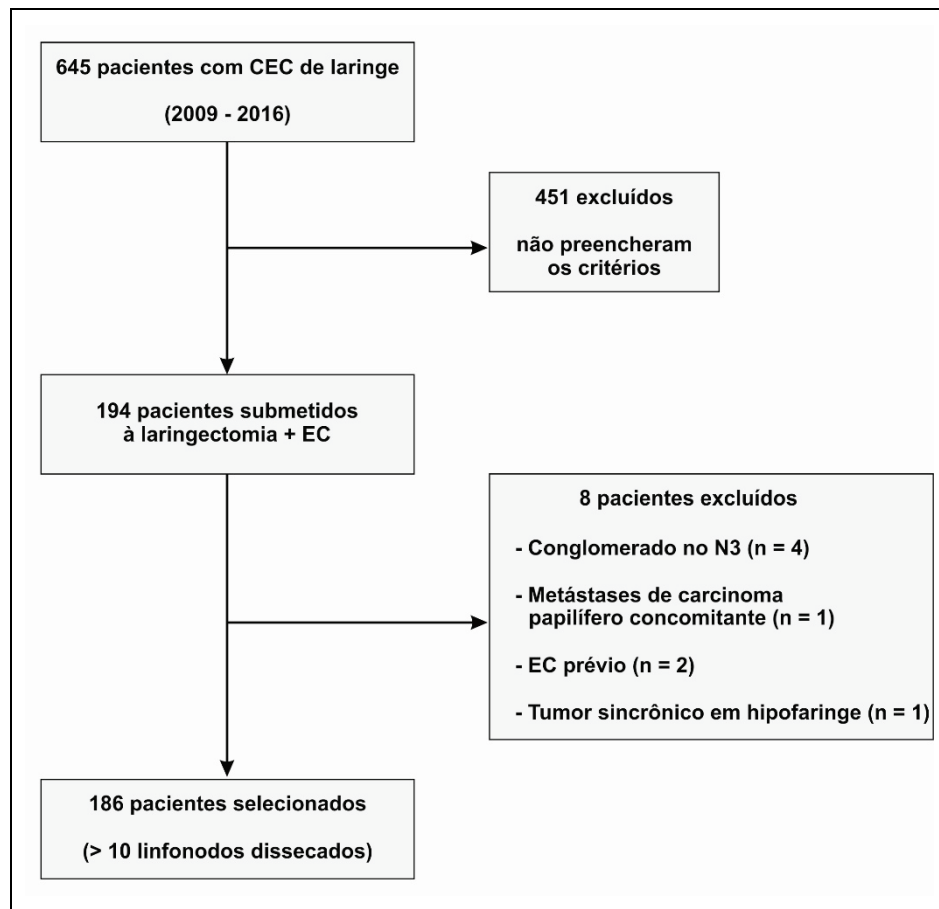 645 pacientes com CEC de laringe
(2009 - 2016)
451 excluídos
não preencheram
os critérios
194 pacientes submetidos
à laringectomia + EC
8 pacientes excluídos
- Conglomerado no N3 (n = 4)
- Metástases de carcinoma
papilífero concomitante (n = 1)
- EC prévio (n = 2)
- Tumor sincrônico em hipofaringe (n = 1)
186 pacientes selecionados
(> 10 linfonodos dissecados)